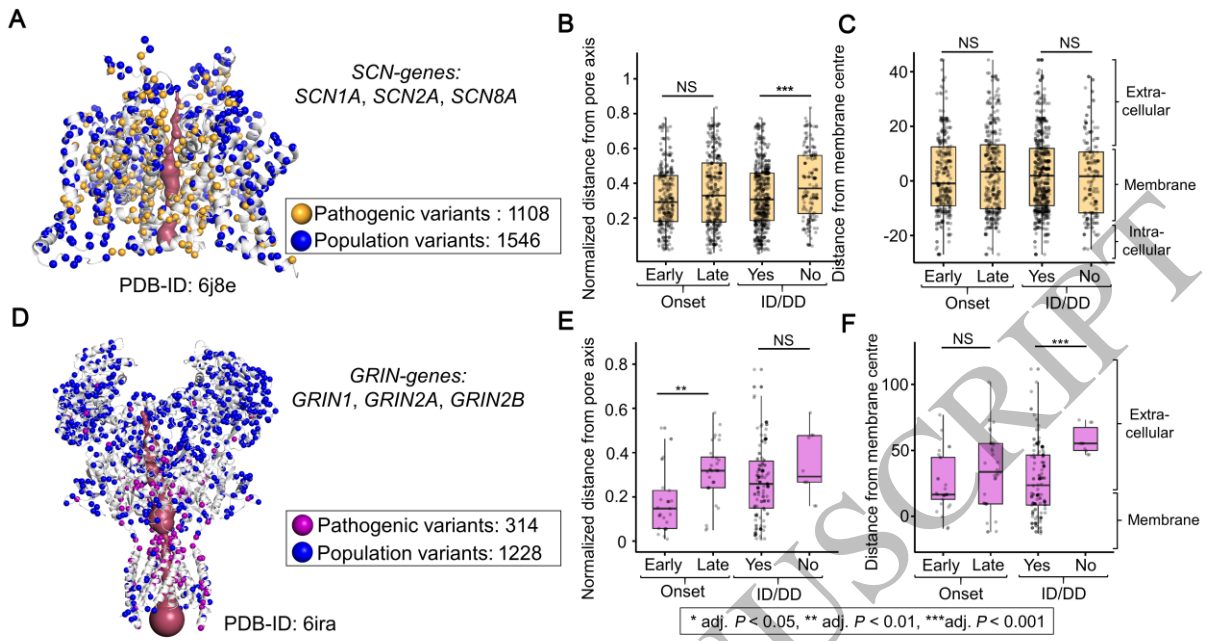 A
SCN-genes:
SCN1A, SCN2A, SCN8A
Pathogenic variants : 1108
Population variants: 1546
PDB-ID: 6j8e
B
Normalized distance from pore axis
1
0.8
0.6
0.4
0.2
NS
***
Early
Late
Yes
No
Onset
ID/DD
C
Distance from membrane centre
40
20
0
-20
NS
NS
Extra-
cellular
Membrane
Intra-
cellular
Early
Late
Yes
No
Onset
ID/DD
D
GRIN-genes:
GRIN1, GRIN2A, GRIN2B
Pathogenic variants: 314
Population variants: 1228
PDB-ID: 6ira
E
Normalized distance from pore axis
0.8
0.6
0.4
0.2
0
**
NS
Early
Late
Yes
No
Onset
ID/DD
F
Distance from membrane centre
100
50
0
NS
***
Extra-
cellular
Membrane
Early
Late
Yes
No
Onset
ID/DD
* adj. P < 0.05, ** adj. P < 0.01, ***adj. P < 0.001
USCRIPT